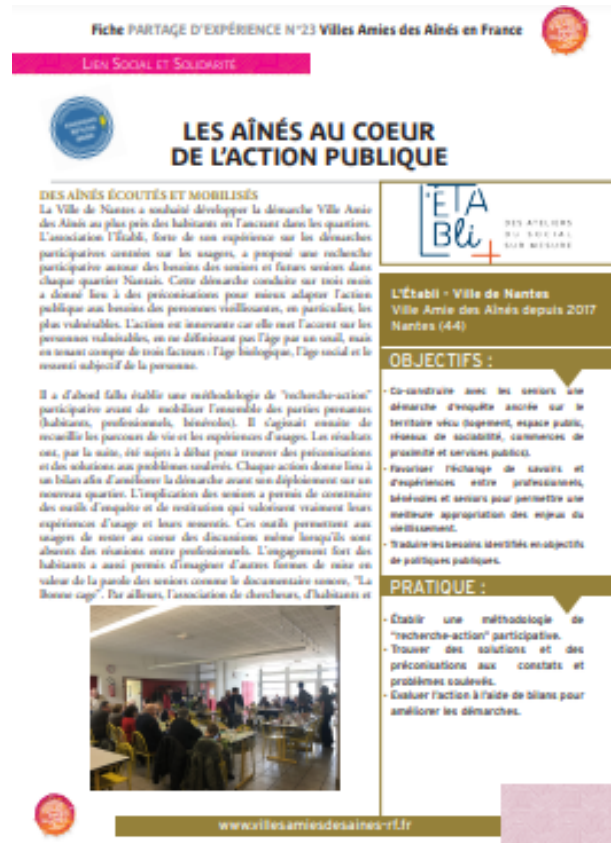 Fiche PARTAGE D'EXPÉRIENCE N°23 Villes Amies des Aînés en France
LIEN SOCIAL ET SOLIDARITÉ
LES AÎNÉS AU COEUR
DE L'ACTION PUBLIQUE
DES AÎNÉS ÉCOUTÉS ET MOBILISÉS
La Ville de Nantes a souhaité développer la démarche Ville Amie
des Aînés au plus près des habitants en l'ancrant dans les quartiers.
L'association l'Établi, forte de son expérience sur les démarches
participatives centrées sur les usagers, a proposé une recherche
participative autour des besoins des seniors et futurs seniors dans
chaque quartier Nantais. Cette démarche conduite sur trois mois
a donné lieu à des préconisations pour mieux adapter l'action
publique aux besoins des personnes vieillissantes, en particulier, les
plus vulnérables. L'action est innovante car elle met l'accent sur les
personnes vulnérables, en ne définissant pas l'âge par un seuil, mais
en tenant compte de trois facteurs : l'âge biologique, l'âge social et le
ressenti subjectif de la personne.
Il a d'abord fallu établir une méthodologie de "recherche-action"
participative avant de mobiliser l'ensemble des parties prenantes
(habitants, professionnels, bénévoles). Il s'agissait ensuite de
recueillir les parcours de vie et les expériences d'usages. Les résultats
ont, par la suite, été sujets à débat pour trouver des préconisations
et des solutions aux problèmes soulevés. Chaque action donne lieu à
un bilan afin d'améliorer la démarche avant son déploiement sur un
nouveau quartier. L'implication des seniors a permis de construire
des outils d'enquête et de restitution qui valorisent vraiment leurs
expériences d'usage et leurs ressentis. Ces outils permettent aux
usagers de rester au coeur des discussions même lorsqu'ils sont
absents des réunions entre professionnels. L'engagement fort des
habitants a aussi permis d'imaginer d'autres formes de mise en
valeur de la parole des seniors comme le documentaire sonore, "La
Bonne cage". Par ailleurs, l'association de chercheurs, d'habitants et
L'ÉTABLi
DES ATELIERS
DU SOCIAL
SUR MESURE
L'Établi - Ville de Nantes
Ville Amie des Aînés depuis 2017
Nantes (44)
OBJECTIFS :
- Co-construire avec les seniors une
démarche d'enquête ancrée sur le
territoire vécu (logement, espace public,
réseaux de sociabilité, commerces de
proximité et services publics).
- Favoriser l'échange de savoirs et
d'expériences entre professionnels,
bénévoles et seniors pour permettre une
meilleure appropriation des enjeux du
vieillissement.
- Traduire les besoins identifiés en objectifs
de politiques publiques.
PRATIQUE :
- Établir une méthodologie de
"recherche-action" participative.
- Trouver des solutions et des
préconisations aux constats et
problèmes soulevés.
- Evaluer l'action à l'aide de bilans pour
améliorer les démarches.
www.villesamiesdesaines-rf.fr